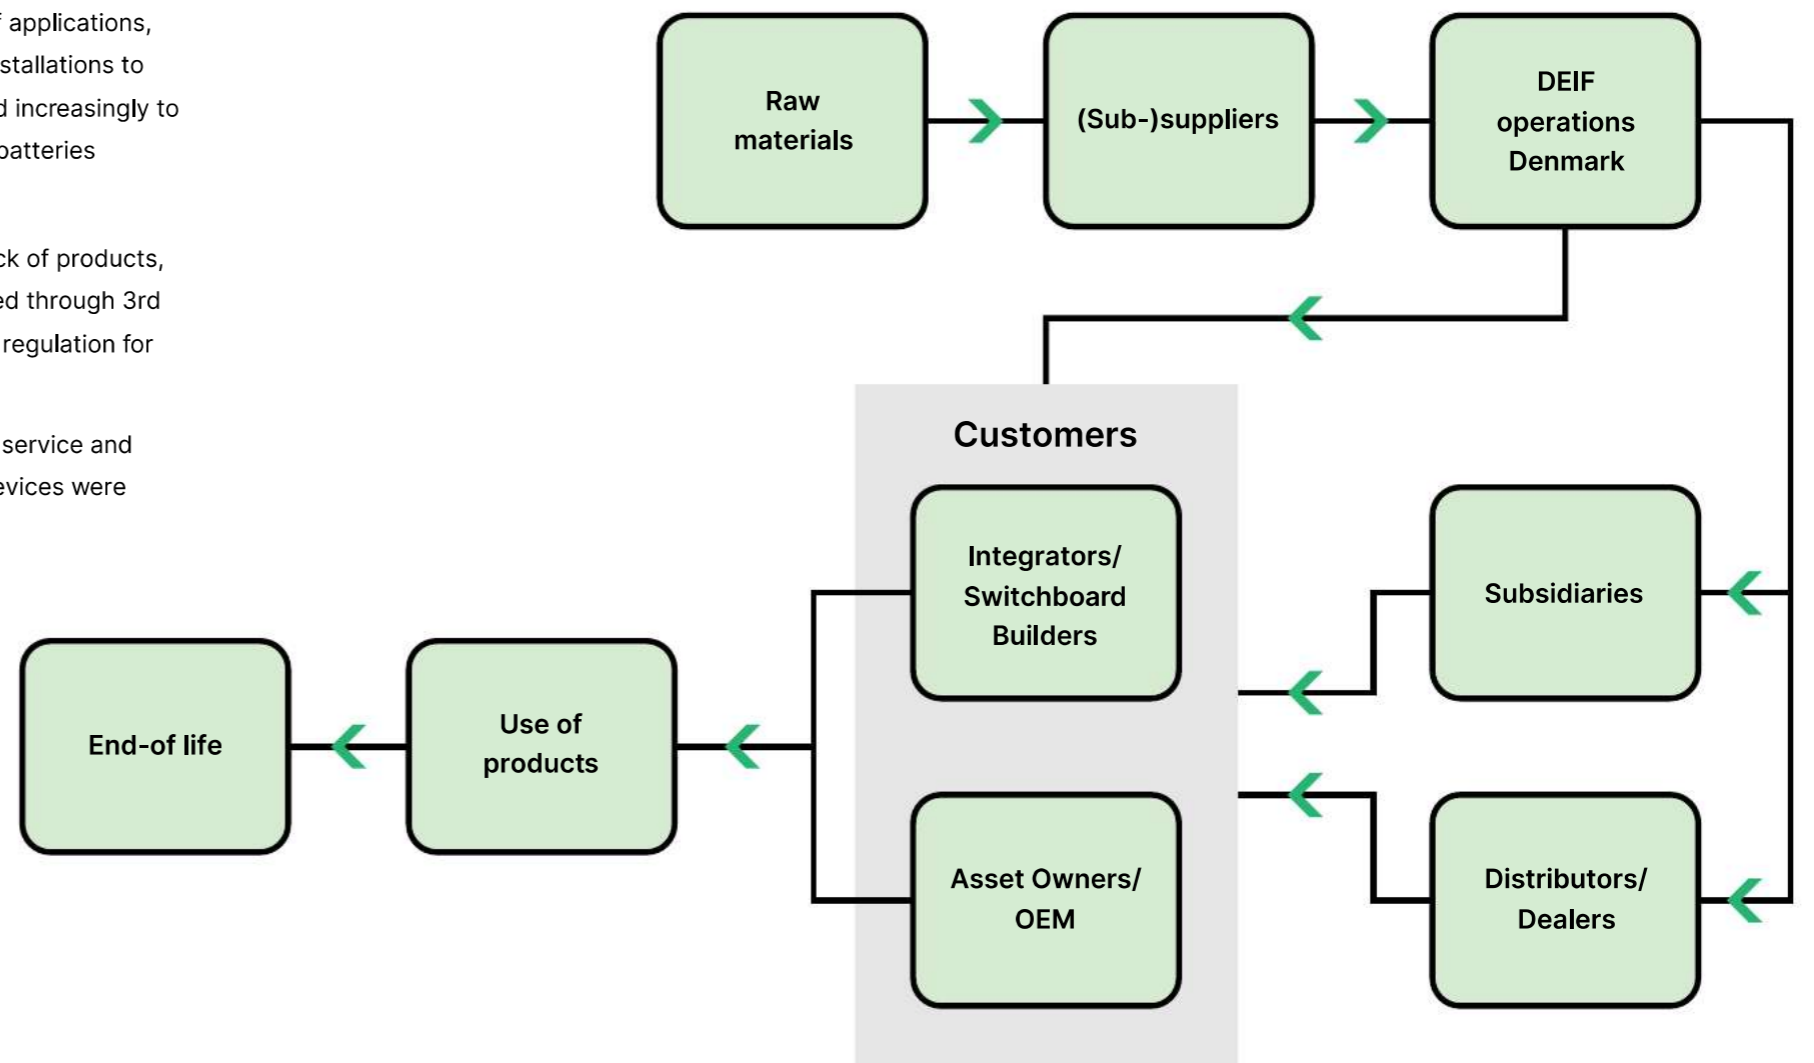 f applications,
stallations to
d increasingly to
batteries
ck of products,
ed through 3rd
regulation for
service and
evices were
Raw
materials
(Sub-)suppliers
DEIF
operations
Denmark
Customers
Integrators/
Switchboard
Builders
Subsidiaries
End-of life
Use of
products
Asset Owners/
OEM
Distributors/
Dealers